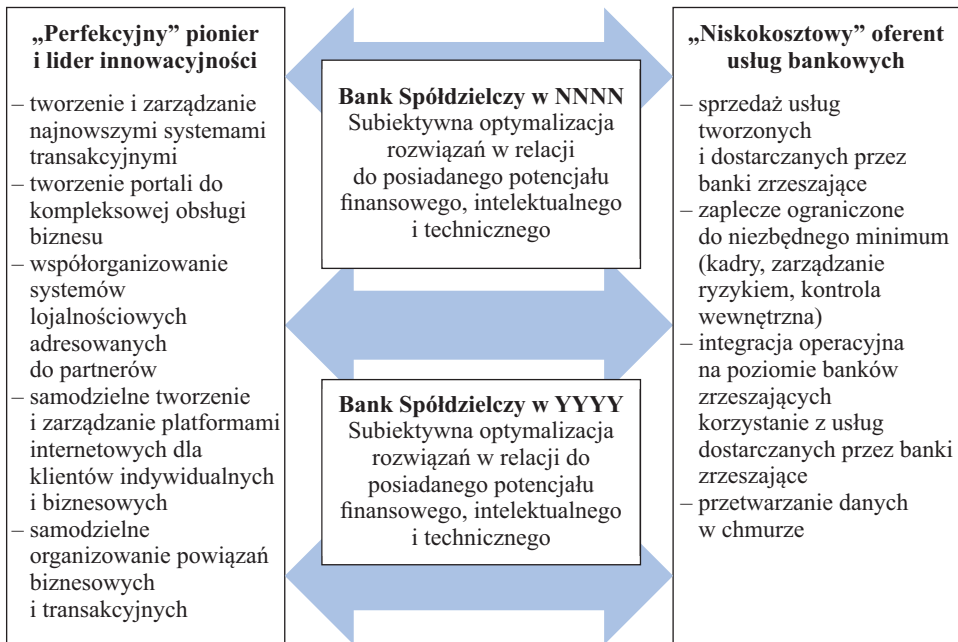 „Perfekcyjny” pionier
i lider innowacyjności
– tworzenie i zarządzanie
najnowszymi systemami
transakcyjnymi
– tworzenie portali do
kompleksowej obsługi
biznesu
– współorganizowanie
systemów
lojalnościowych
adresowanych
do partnerów
– samodzielne tworzenie
i zarządzanie platformami
internetowych dla
klientów indywidualnych
i biznesowych
– samodzielne
organizowanie powiązań
biznesowych
i transakcyjnych
Bank Spółdzielczy w NNNN
Subiektywna optymalizacja
rozwiązań w relacji
do posiadanego potencjału
finansowego, intelektualnego
i technicznego
Bank Spółdzielczy w YYYY
Subiektywna optymalizacja
rozwiązań w relacji do
posiadanego potencjału
finansowego, intelektualnego
i technicznego
„Niskokosztowy” oferent
usług bankowych
– sprzedaż usług
tworzonych
i dostarczanych przez
banki zrzeszające
– zaplecze ograniczone
do niezbędnego minimum
(kadry, zarządzanie
ryzykiem, kontrola
wewnętrzna)
– integracja operacyjna
na poziomie banków
zrzeszających
korzystanie z usług
dostarczanych przez banki
zrzeszające
– przetwarzanie danych
w chmurze